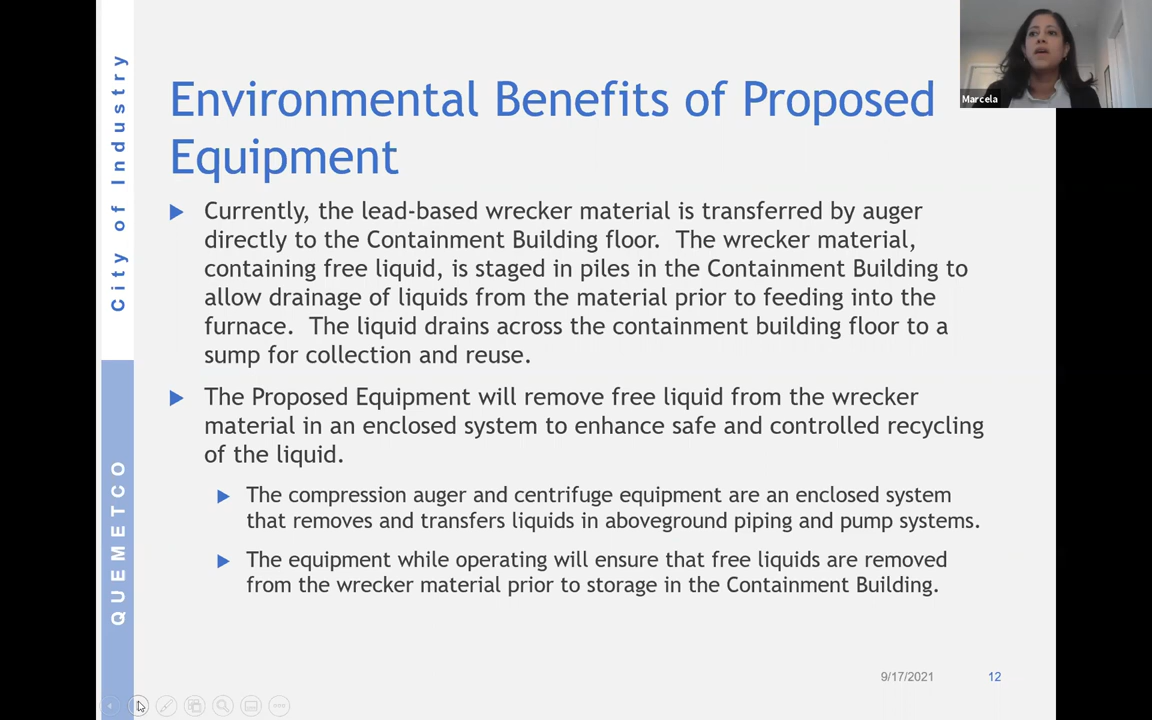 City of Industry
QUEMETCO
Environmental Benefits of Proposed
Equipment
Currently, the lead-based wrecker material is transferred by auger
directly to the Containment Building floor.  The wrecker material,
containing free liquid, is staged in piles in the Containment Building to
allow drainage of liquids from the material prior to feeding into the
furnace.  The liquid drains across the containment building floor to a
sump for collection and reuse.
The Proposed Equipment will remove free liquid from the wrecker
material in an enclosed system to enhance safe and controlled recycling
of the liquid.
The compression auger and centrifuge equipment are an enclosed system
that removes and transfers liquids in aboveground piping and pump systems.
The equipment while operating will ensure that free liquids are removed
from the wrecker material prior to storage in the Containment Building.
9/17/2021
12
Marcela